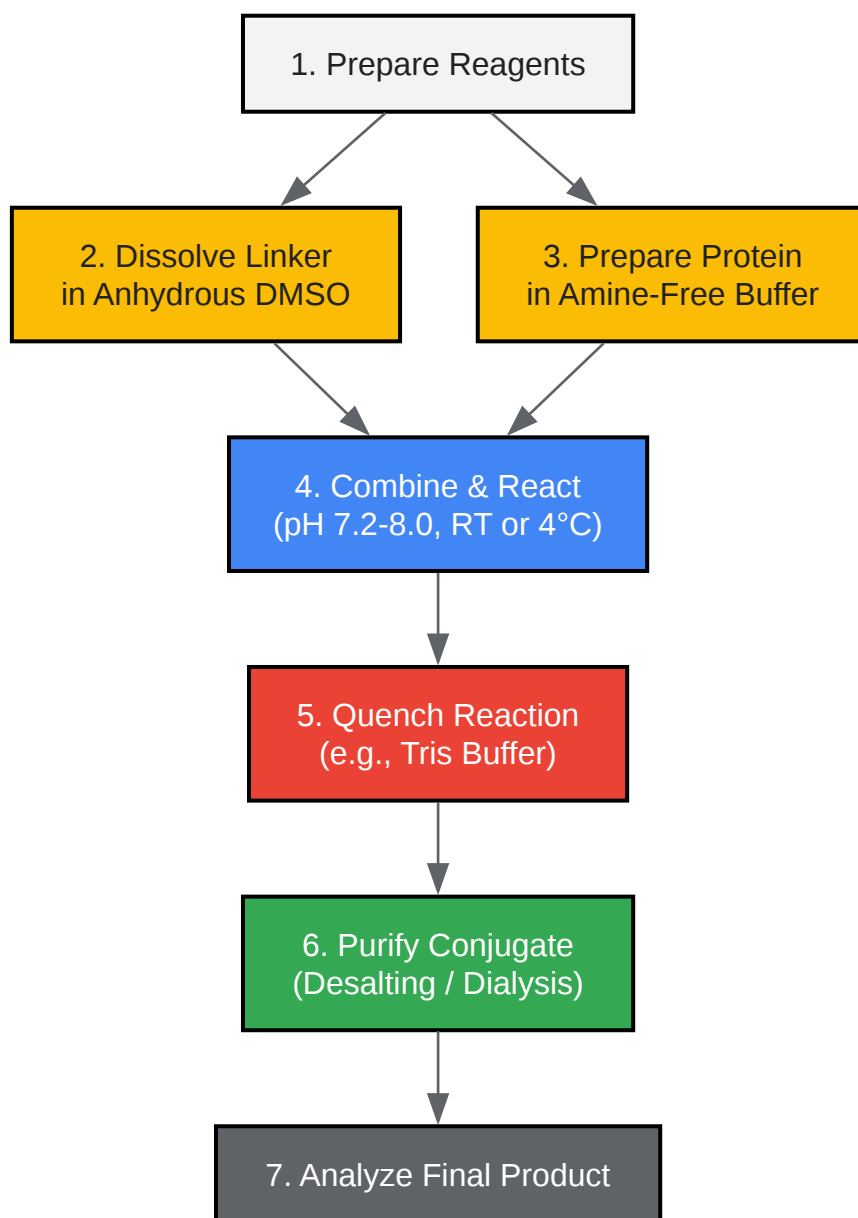 1. Prepare Reagents
2. Dissolve Linker
in Anhydrous DMSO
3. Prepare Protein
in Amine-Free Buffer
4. Combine & React
(pH 7.2-8.0, RT or 4°C)
5. Quench Reaction
(e.g., Tris Buffer)
6. Purify Conjugate
(Desalting / Dialysis)
7. Analyze Final Product